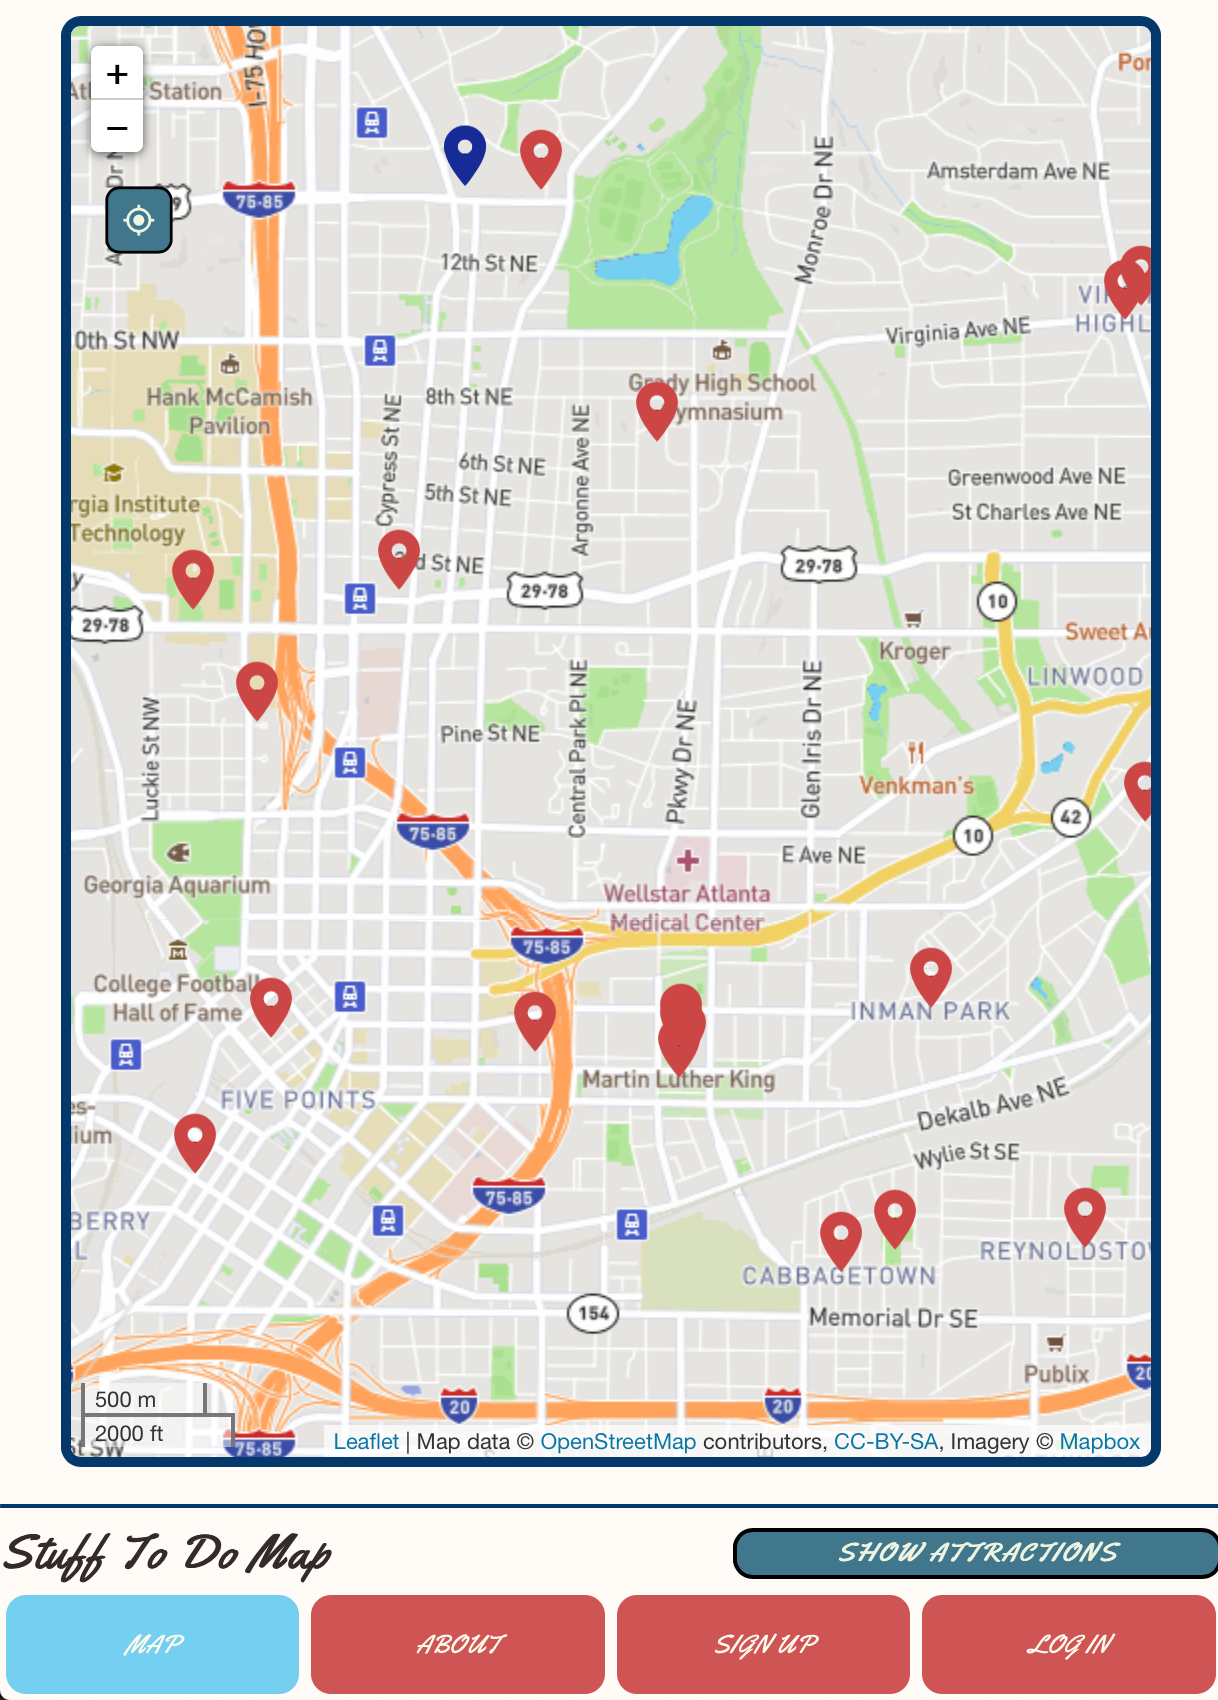 +
I-75 HO
Station
−
75-85
9
Amsterdam Ave NE
Monroe Dr NE
12th St NE
HIGHL
Virginia Ave NE
0th St NW
Grady High School
ymnasium
Hank McCamish
Pavilion
8th St NE
Cypress St NE
Argonne Ave NE
6th St NE
5th St NE
Greenwood Ave NE
St Charles Ave NE
rgia Institute
Technology
d St NE
29-78
29-78
29-78
10
Kroger
Sweet A
LINWOOD
Luckie St NW
Pine St NE
Central Park Pl NE
Pkwy Dr NE
Glen Iris Dr NE
Venkman's
75-85
10
42
E Ave NE
Georgia Aquarium
Wellstar Atlanta
Medical Center
75-85
College Football
Hall of Fame
INMAN PARK
Martin Luther King
FIVE POINTS
es-
ium
Dekalb Ave NE
Wylie St SE
75-85
BERRY
L
REYNOLDSTO
CABBAGETOWN
154
Memorial Dr SE
Publix
20
20
20
500 m
2000 ft
St SW
75-85
Leaflet | Map data © OpenStreetMap contributors, CC-BY-SA, Imagery © Mapbox
Stuff To Do Map
SHOW ATTRACTIONS
MAP
ABOUT
SIGN UP
LOG IN